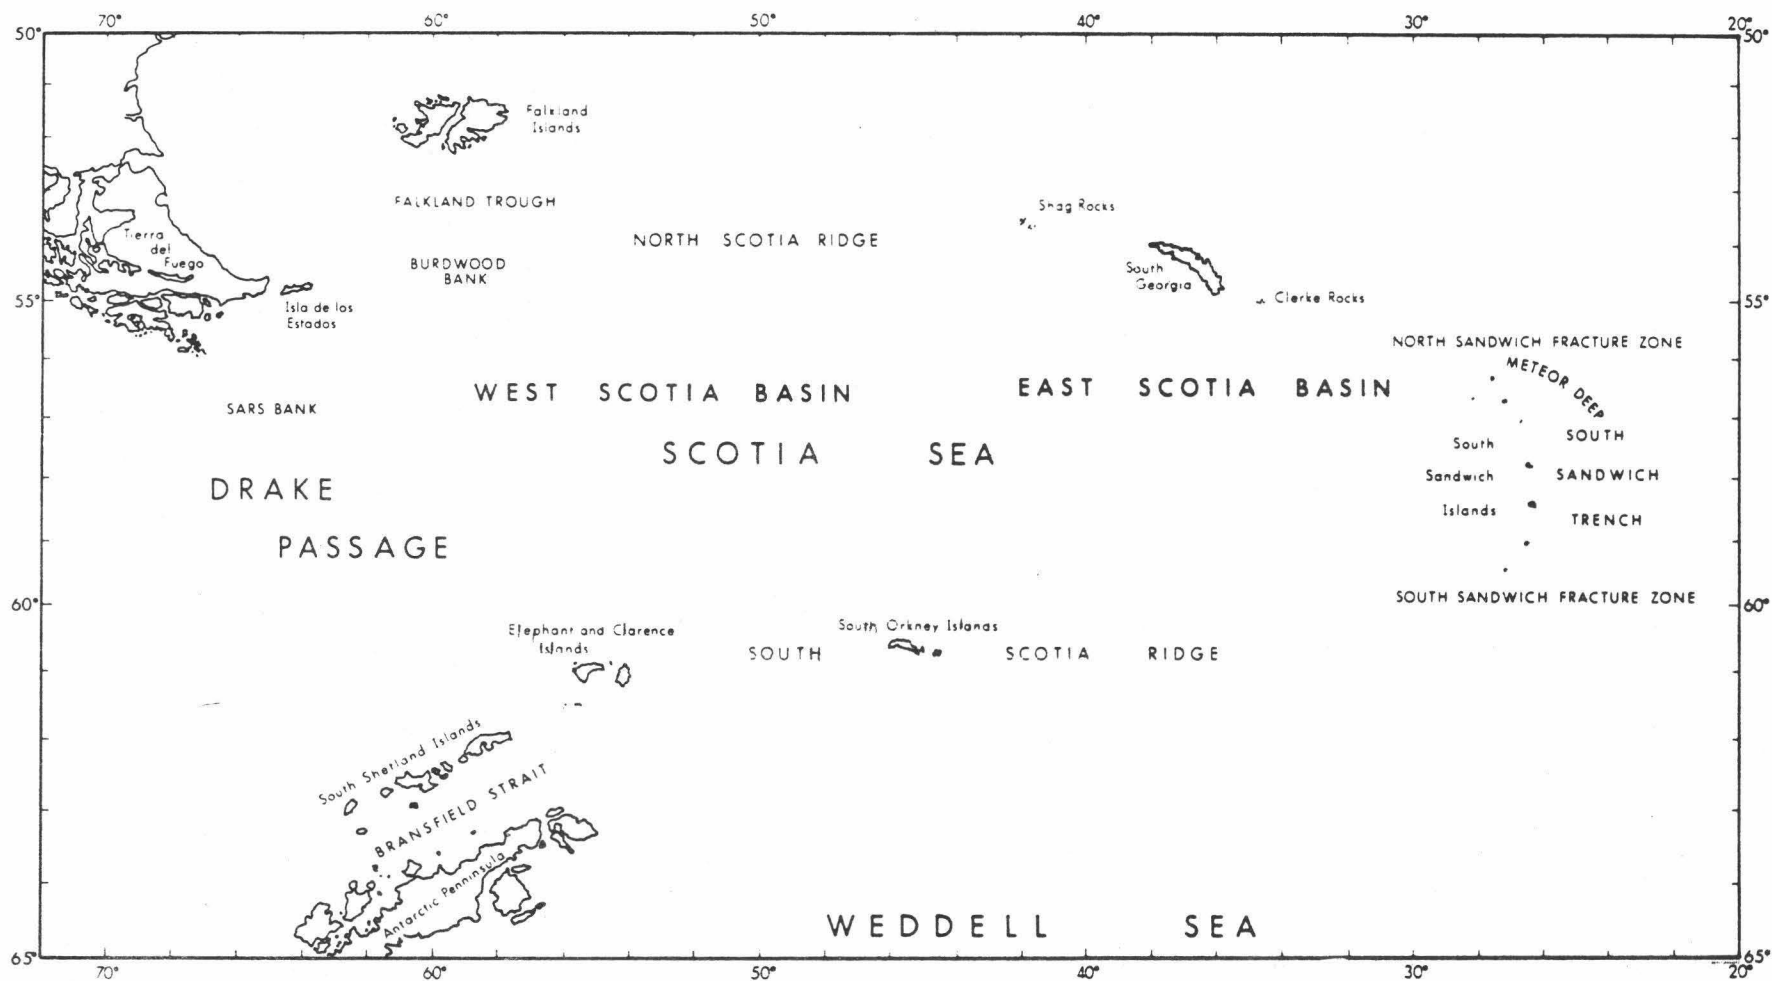 70° 60° 50° 40° 30° 20°
50° 50°
Falkland
Islands
FALKLAND TROUGH
Shag Rocks
NORTH SCOTIA RIDGE
Tierra
del
Fuego
BURDWOOD
BANK
South
Georgia
Isla de los
Estados
Clerke Rocks
55° 55°
NORTH SANDWICH FRACTURE ZONE
METEOR DEEP
WEST SCOTIA BASIN
EAST SCOTIA BASIN
SARS BANK
SCOTIA SEA
South
Sandwich
Islands
SOUTH
SANDWICH
TRENCH
DRAKE
PASSAGE
SOUTH SANDWICH FRACTURE ZONE
60° 60°
Elephant and Clarence
Islands
South Orkney Islands
SOUTH SCOTIA RIDGE
South Shetland Islands
BRANSFIELD STRAIT
Antarctic Penninsula
WEDDELL SEA
65° 65°
70° 60° 50° 40° 30° 20°